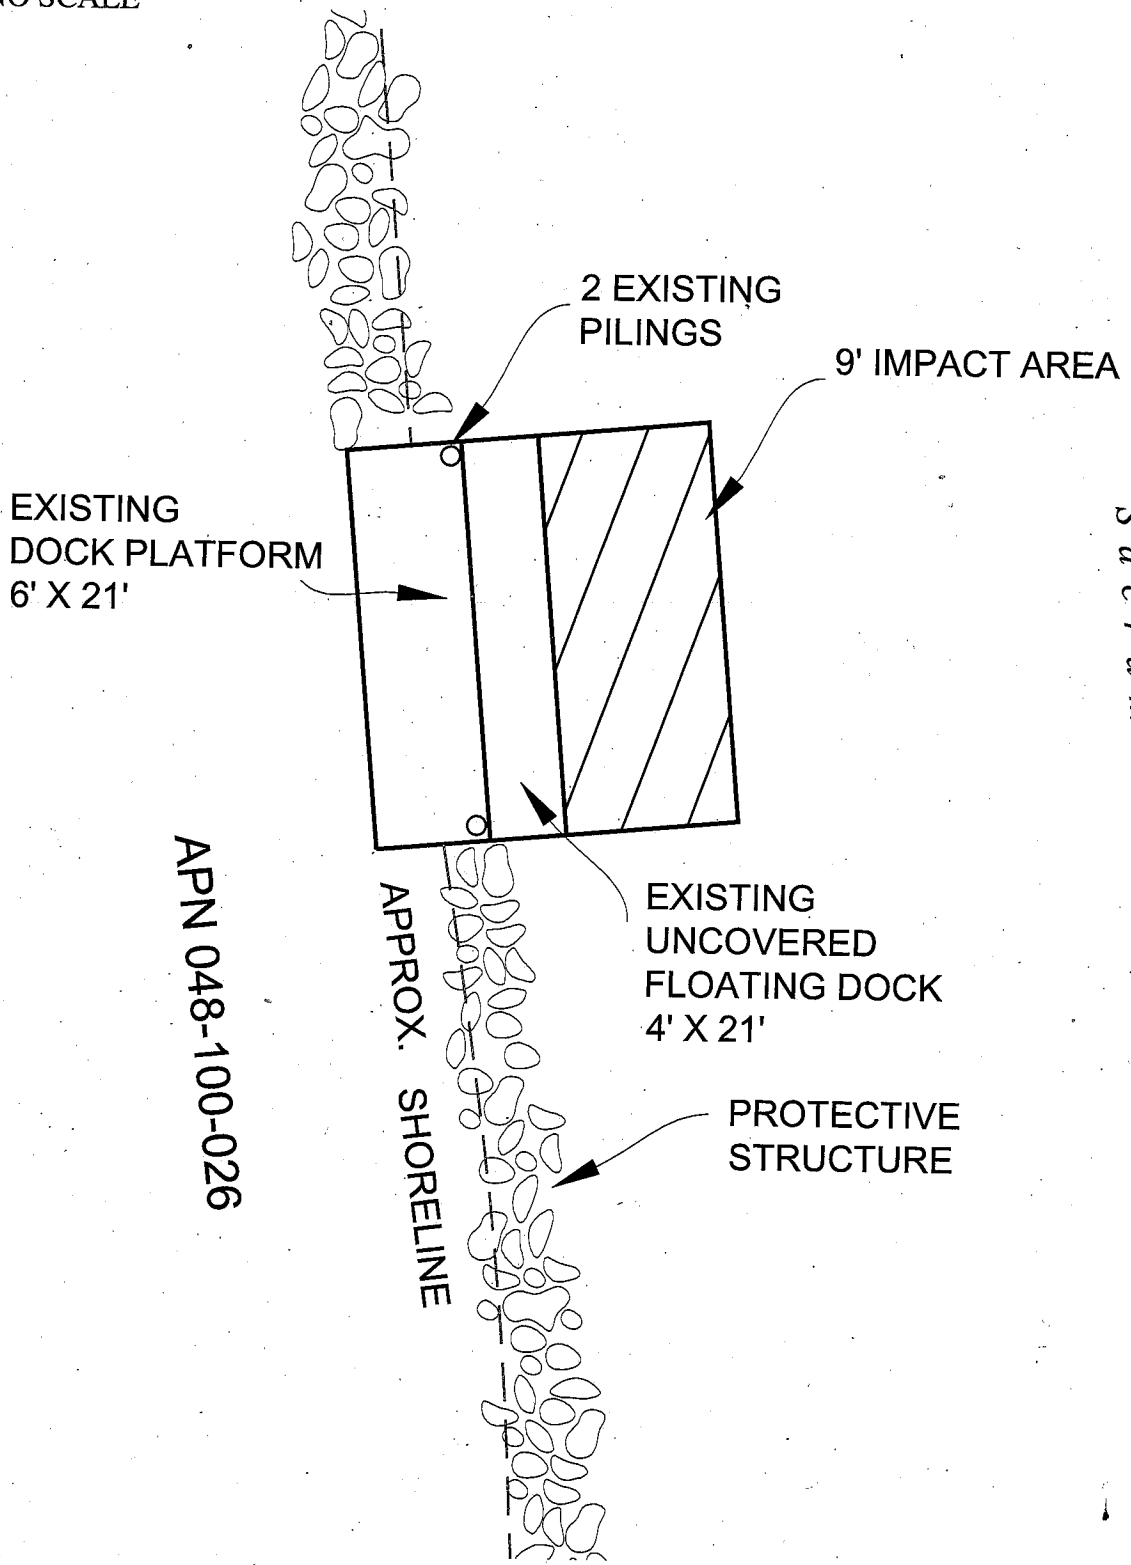 NO SCALE
2 EXISTING
PILINGS
9' IMPACT AREA
EXISTING
DOCK PLATFORM
6' X 21'
EXISTING
UNCOVERED
FLOATING DOCK
4' X 21'
APN 048-100-026
APPROX. SHORELINE
PROTECTIVE
STRUCTURE